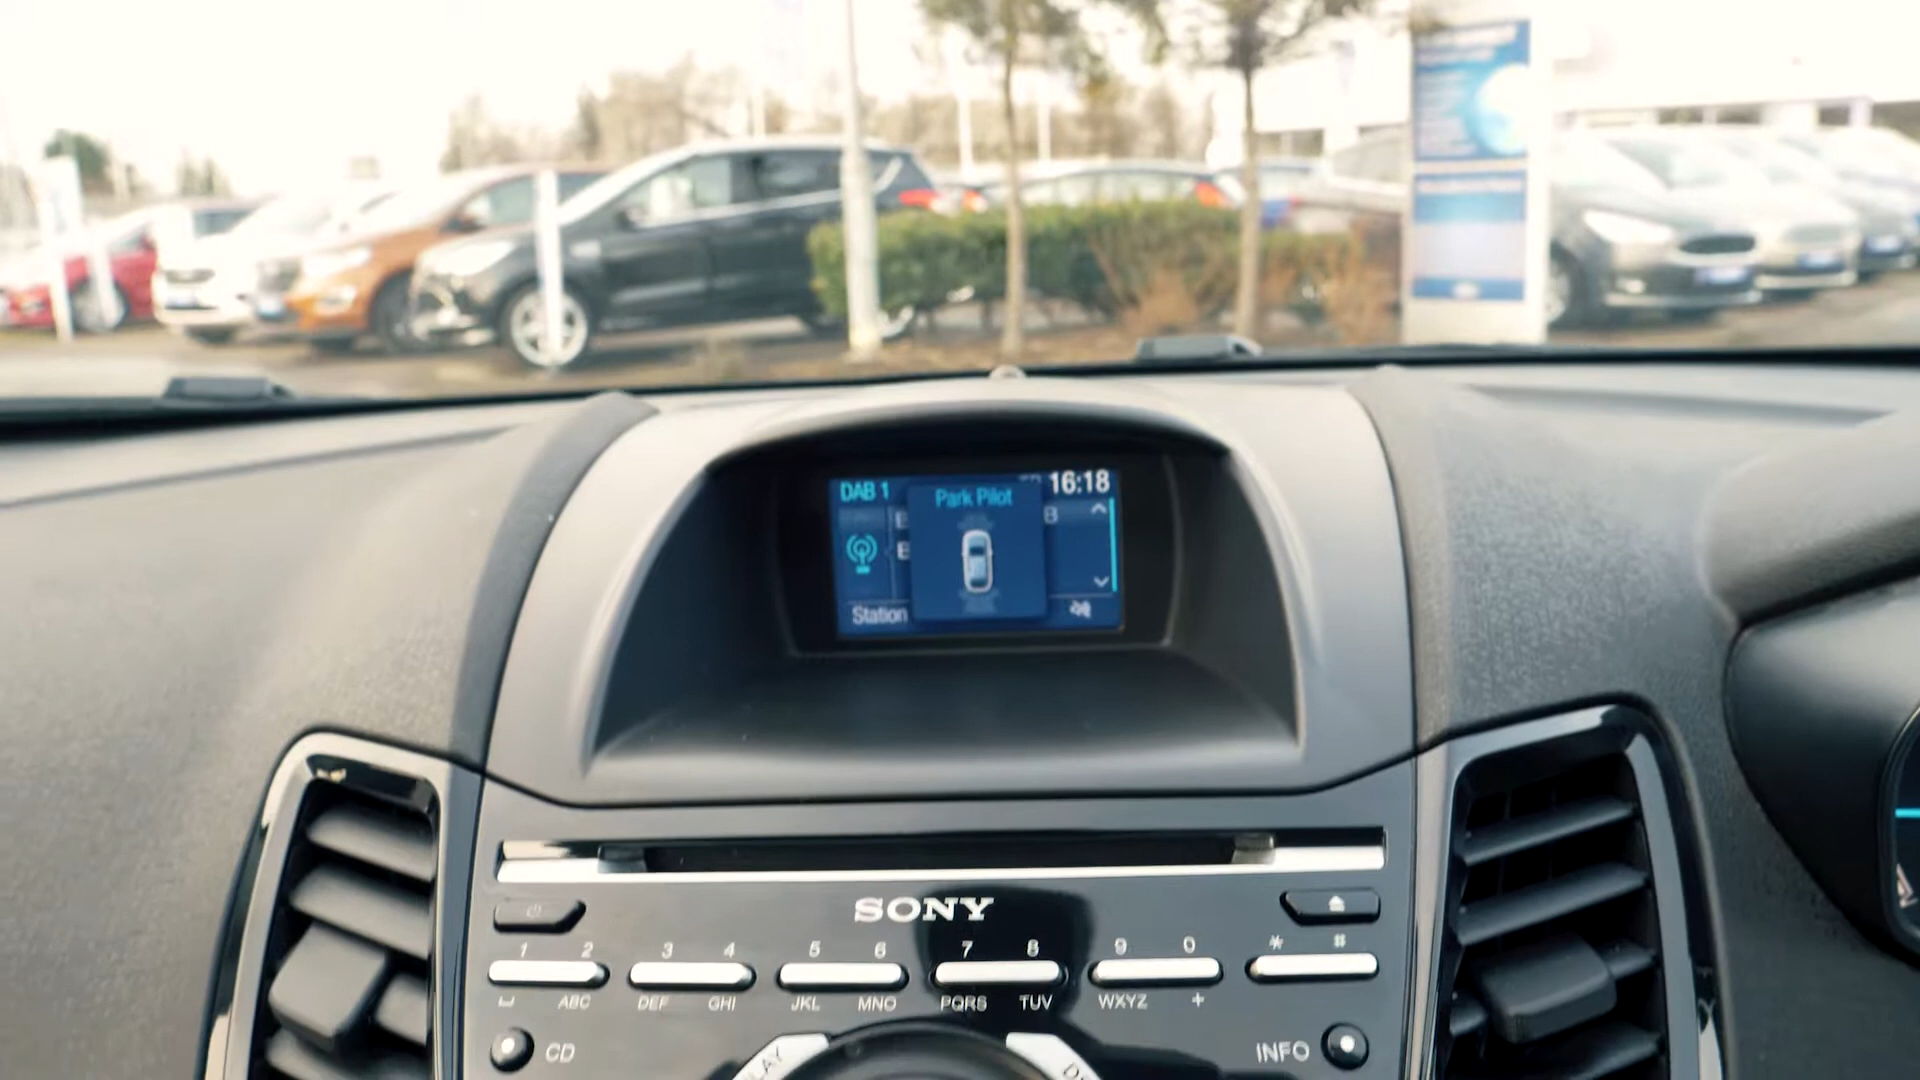 DAB 1
16:18
Park Pilot
B
B
B
Station
SONY
1 2 3 4 5 6 7 8 9 0 * #
ABC DEF GHI JKL MNO PQRS TUV WXYZ +
CD
INFO